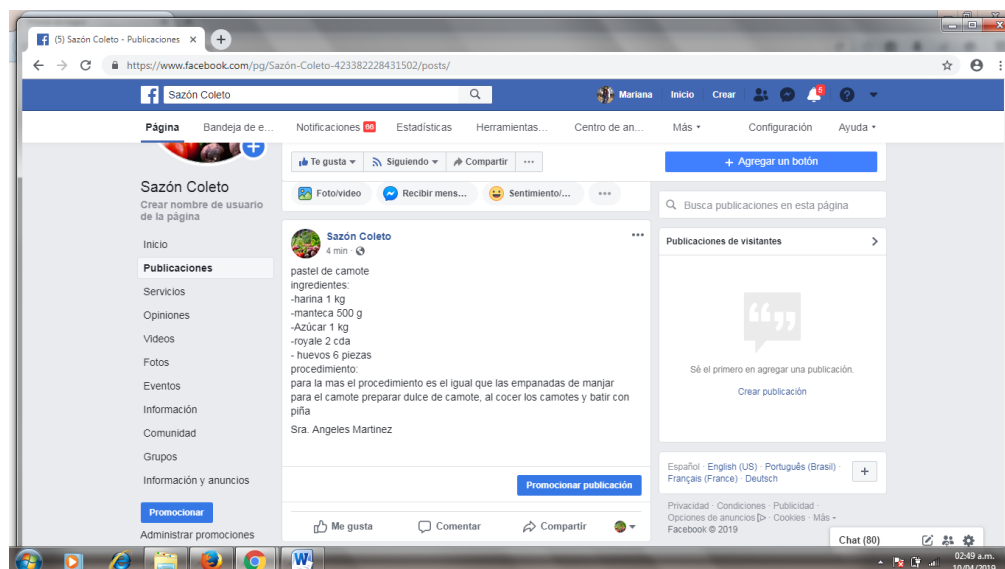 (5) Sazón Coleto - Publicaciones
https://www.facebook.com/pg/Sazón-Coleto-423382228431502/posts/
Sazón Coleto
Mariana Inicio Crear 5
Página Bandeja de e... Notificaciones 66 Estadísticas Herramientas... Centro de an... Más Configuración Ayuda
Te gusta Siguiendo Compartir ...
+ Agregar un botón
Sazón Coleto
Crear nombre de usuario
de la página
Inicio
Publicaciones
Servicios
Opiniones
Videos
Fotos
Eventos
Información
Comunidad
Grupos
Información y anuncios
Promocionar
Administrar promociones
Foto/video Recibir mens... Sentimiento/... ...
Sazón Coleto
4 min ·
pastel de camote
ingredientes:
-harina 1 kg
-manteca 500 g
-Azúcar 1 kg
-royale 2 cda
- huevos 6 piezas
procedimiento:
para la mas el procedimiento es el igual que las empanadas de manjar
para el camote preparar dulce de camote, al cocer los camotes y batir con
piña
Sra. Angeles Martinez
Promocionar publicación
Me gusta Comentar Compartir
Busca publicaciones en esta página
Publicaciones de visitantes
Sé el primero en agregar una publicación.
Crear publicación
Español · English (US) · Português (Brasil) ·
Français (France) · Deutsch
Privacidad · Condiciones · Publicidad ·
Opciones de anuncios · Cookies · Más
Facebook © 2019
Chat (80)
02:49 a.m.
10/04/2019